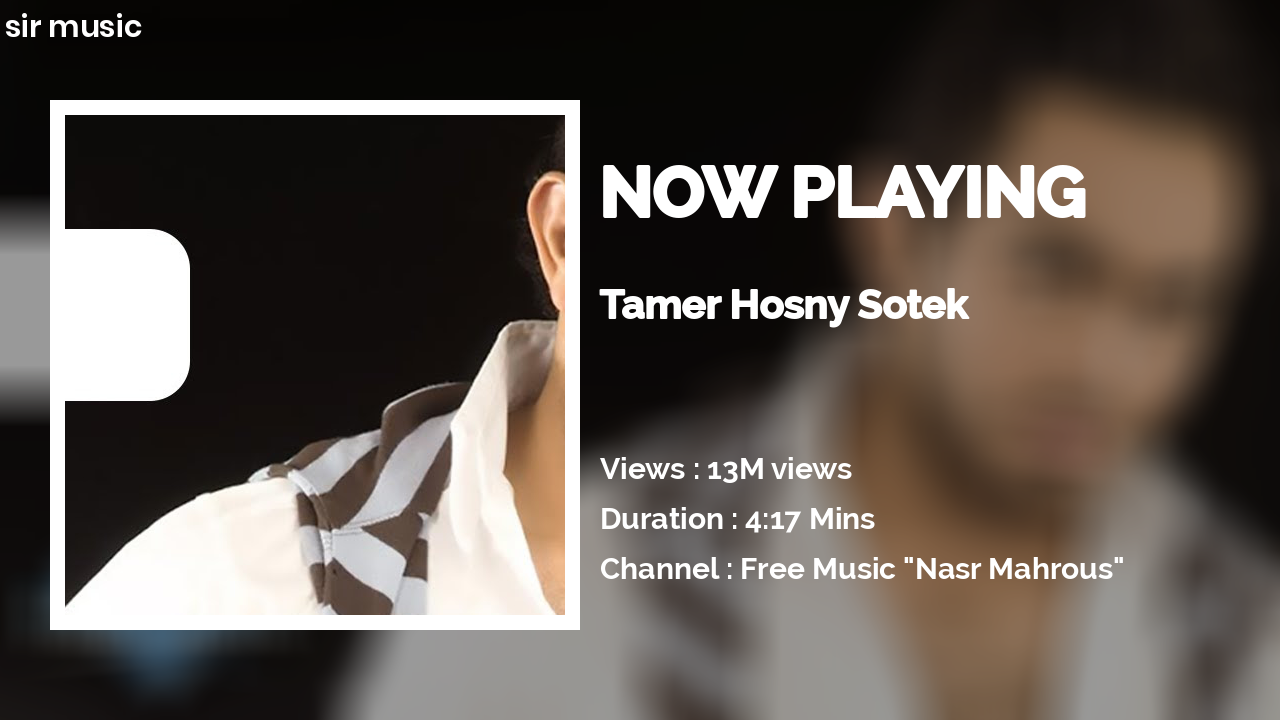 sir music
NOW PLAYING
Tamer Hosny Sotek
Views : 13M views
Duration : 4:17 Mins
Channel : Free Music "Nasr Mahrous"